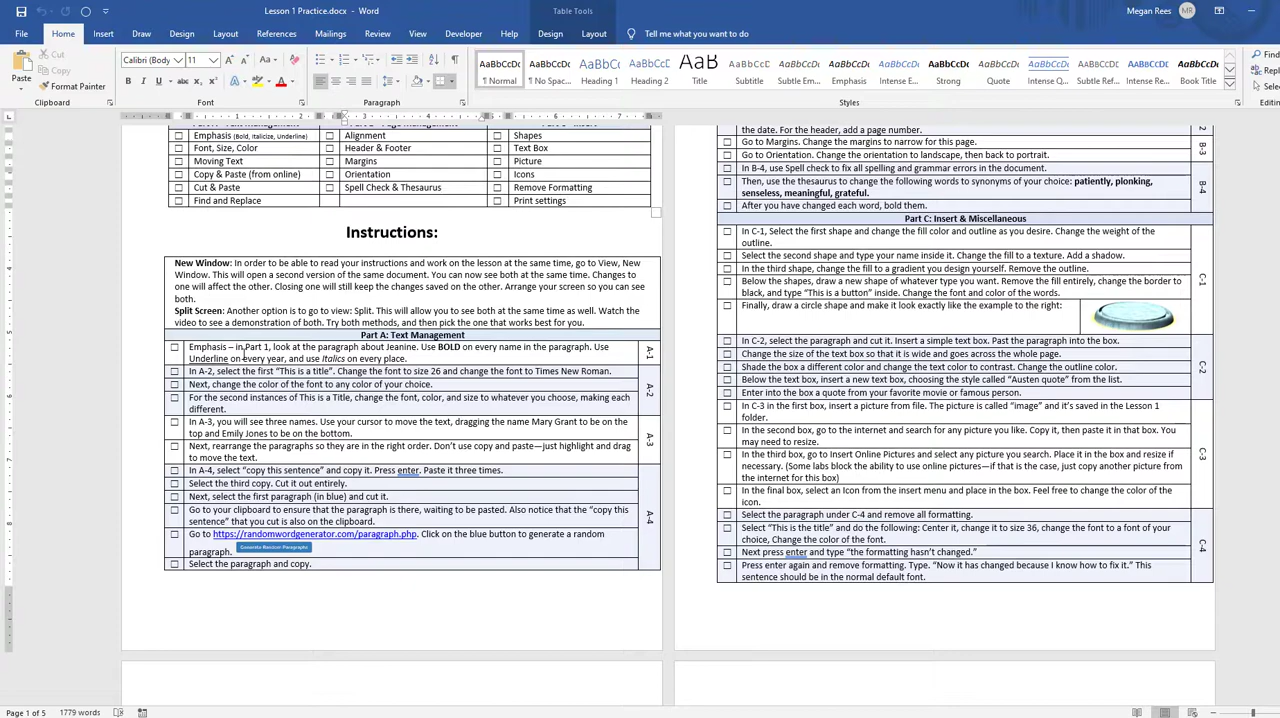 Lesson 1 Practice.docx - Word
Table Tools
Megan Rees
MR
File Home Insert Draw Design Layout References Mailings Review View Developer Help Design Layout Tell me what you want to do
Paste
Cut
Copy
Format Painter
Clipboard
Calibri (Body) 11
Font
Paragraph
AaBbCcDc AaBbCcDc AaBbCc AaBbCcC AaB AaBbCcC AaBbCcDc AaBbCcDc AaBbCcDc AaBbCcDc AaBbCcDc AaBbCcDc AaBbCcDc AaBbCcDc AaBbCcDc
¶ Normal ¶ No Spac... Heading 1 Heading 2 Title Subtitle Subtle Em... Emphasis Intense E... Strong Quote Intense Q... Subtle Ref... Intense Re... Book Title
Styles
Find
Repl
Selec
Editin
Emphasis (Bold, Italicize, Underline) Alignment Shapes
Font, Size, Color Header & Footer Text Box
Moving Text Margins Picture
Copy & Paste (from online) Orientation Icons
Cut & Paste Spell Check & Thesaurus Remove Formatting
Find and Replace Print settings
Instructions:
New Window: In order to be able to read your instructions and work on the lesson at the same time, go to View, New
Window. This will open a second version of the same document. You can now see both at the same time. Changes to
one will affect the other. Closing one will still keep the changes saved on the other. Arrange your screen so you can see
both.
Split Screen: Another option is to go to view: Split. This will allow you to see both at the same time as well. Watch the
video to see a demonstration of both. Try both methods, and then pick the one that works best for you.
Part A: Text Management
Emphasis – in Part 1, look at the paragraph about Jeanine. Use BOLD on every name in the paragraph. Use
Underline on every year, and use Italics on every place.
A-1
In A-2, select the first “This is a title”. Change the font to size 26 and change the font to Times New Roman.
Next, change the color of the font to any color of your choice.
For the second instances of This is a Title, change the font, color, and size to whatever you choose, making each
different.
A-2
In A-3, you will see three names. Use your cursor to move the text, dragging the name Mary Grant to be on the
top and Emily Jones to be on the bottom.
Next, rearrange the paragraphs so they are in the right order. Don’t use copy and paste—just highlight and drag
to move the text.
A-3
In A-4, select “copy this sentence” and copy it. Press enter. Paste it three times.
Select the third copy. Cut it out entirely.
Next, select the first paragraph (in blue) and cut it.
Go to your clipboard to ensure that the paragraph is there, waiting to be pasted. Also notice that the “copy this
sentence” that you cut is also on the clipboard.
Go to https://randomwordgenerator.com/paragraph.php. Click on the blue button to generate a random
paragraph. Generate Random Paragraphs
Select the paragraph and copy.
A-4
the date. For the header, add a page number.
2
Go to Margins. Change the margins to narrow for this page.
Go to Orientation. Change the orientation to landscape, then back to portrait.
B-3
In B-4, use Spell check to fix all spelling and grammar errors in the document.
Then, use the thesaurus to change the following words to synonyms of your choice: patiently, plonking,
senseless, meaningful, grateful.
After you have changed each word, bold them.
B-4
Part C: Insert & Miscellaneous
In C-1, Select the first shape and change the fill color and outline as you desire. Change the weight of the
outline.
Select the second shape and type your name inside it. Change the fill to a texture. Add a shadow.
In the third shape, change the fill to a gradient you design yourself. Remove the outline.
Below the shapes, draw a new shape of whatever type you want. Remove the fill entirely, change the border to
black, and type “This is a button” inside. Change the font and color of the words.
Finally, draw a circle shape and make it look exactly like the example to the right:
C-1
In C-2, select the paragraph and cut it. Insert a simple text box. Past the paragraph into the box.
Change the size of the text box so that it is wide and goes across the whole page.
Shade the box a different color and change the text color to contrast. Change the outline color.
Below the text box, insert a new text box, choosing the style called “Austen quote” from the list.
Enter into the box a quote from your favorite movie or famous person.
C-2
In C-3 in the first box, insert a picture from file. The picture is called “image” and it’s saved in the Lesson 1
folder.
In the second box, go to the internet and search for any picture you like. Copy it, then paste it in that box. You
may need to resize.
In the third box, go to Insert Online Pictures and select any picture you search. Place it in the box and resize if
necessary. (Some labs block the ability to use online pictures—if that is the case, just copy another picture from
the internet for this box)
In the final box, select an Icon from the insert menu and place in the box. Feel free to change the color of the
icon.
C-3
Select the paragraph under C-4 and remove all formatting.
Select “This is the title” and do the following: Center it, change it to size 36, change the font to a font of your
choice, Change the color of the font.
Next press enter and type “the formatting hasn’t changed.”
Press enter again and remove formatting. Type. “Now it has changed because I know how to fix it.” This
sentence should be in the normal default font.
C-4
Page 1 of 5 1779 words